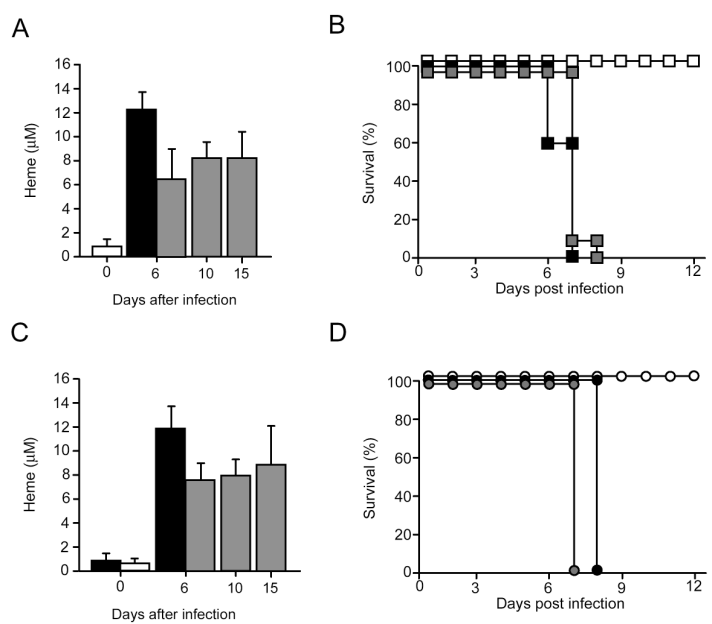 A
16
14
12
10
8
6
4
2
0
Heme (µM)
0 6 10 15
Days after infection
B
100
80
60
40
20
0
Survival (%)
0 3 6 9 12
Days post infection
C
16
14
12
10
8
6
4
2
0
Heme (µM)
0 6 10 15
Days after infection
D
100
80
60
40
20
0
Survival (%)
0 3 6 9 12
Days post infection